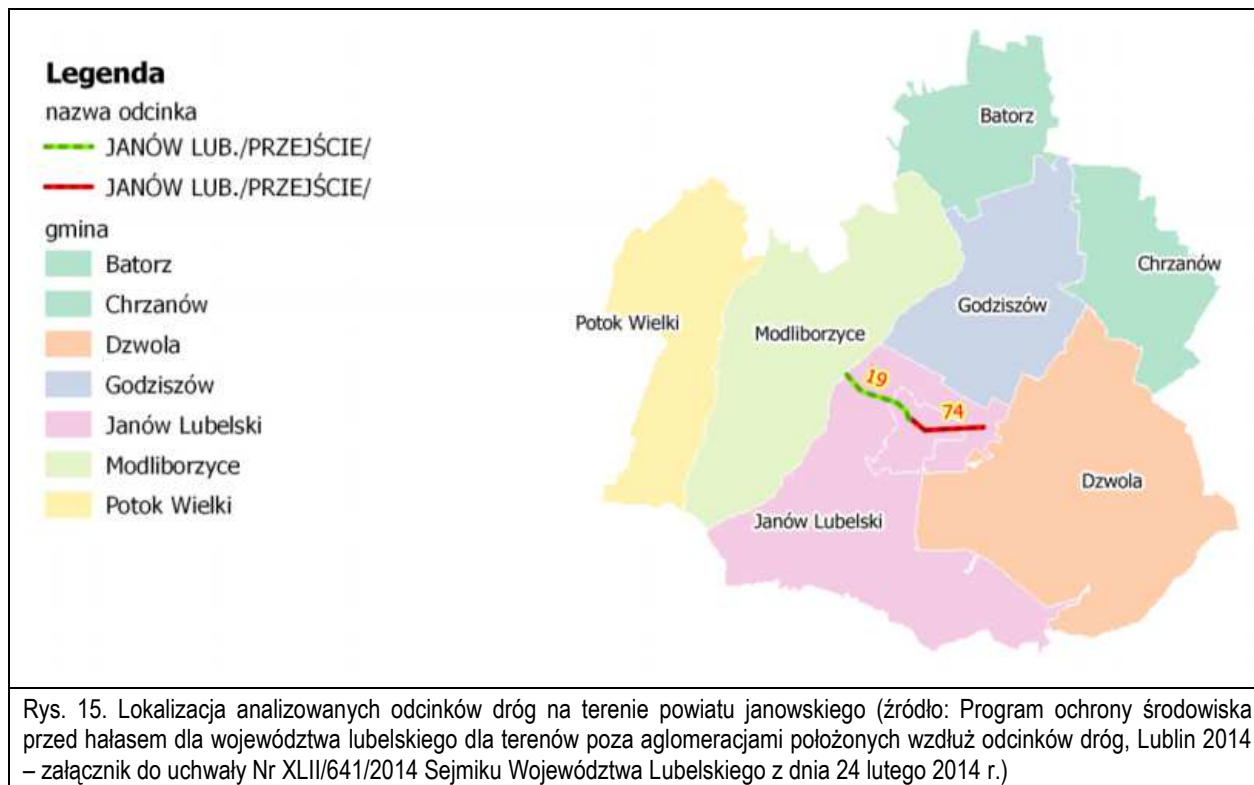 Legenda
nazwa odcinka
JANÓW LUB./PRZEJŚCIE/
JANÓW LUB./PRZEJŚCIE/
gmina
Batorz
Chrzanów
Dzwola
Godziszów
Janów Lubelski
Modliborzyce
Potok Wielki
Batorz
Chrzanów
Godziszów
Potok Wielki
Modliborzyce
19
74
Dzwola
Janów Lubelski
Rys. 15. Lokalizacja analizowanych odcinków dróg na terenie powiatu janowskiego (źródło: Program ochrony środowiska
przed hałasem dla województwa lubelskiego dla terenów poza aglomeracjami położonych wzdłuż odcinków dróg, Lublin 2014
– załącznik do uchwały Nr XLII/641/2014 Sejmiku Województwa Lubelskiego z dnia 24 lutego 2014 r.)